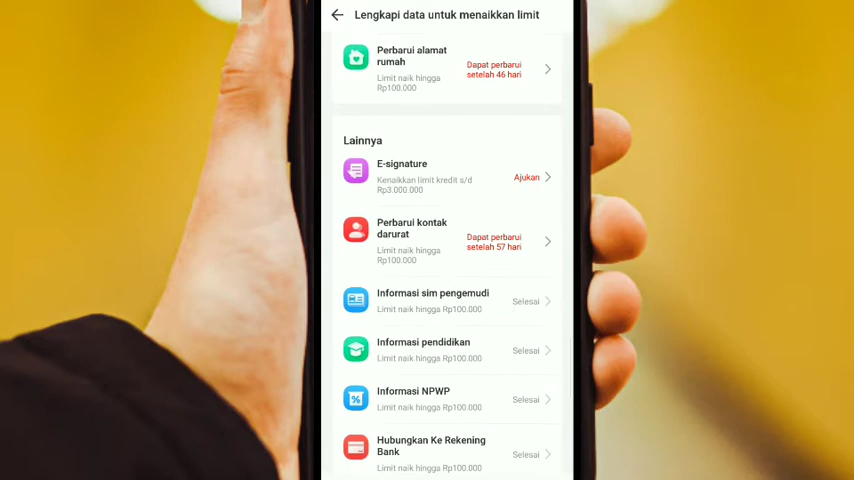 Lengkapi data untuk menaikkan limit
Perbarui alamat
rumah
Limit naik hingga
Rp100.000
Dapat perbarui
setelah 46 hari
Lainnya
E-signature
Kenaikkan limit kredit s/d
Rp3.000.000
Ajukan
Perbarui kontak
darurat
Limit naik hingga
Rp100.000
Dapat perbarui
setelah 57 hari
Informasi sim pengemudi
Limit naik hingga Rp100.000
Selesai
Informasi pendidikan
Limit naik hingga Rp100.000
Selesai
Informasi NPWP
Limit naik hingga Rp100.000
Selesai
Hubungkan Ke Rekening
Bank
Limit naik hingga Rp100.000
Selesai